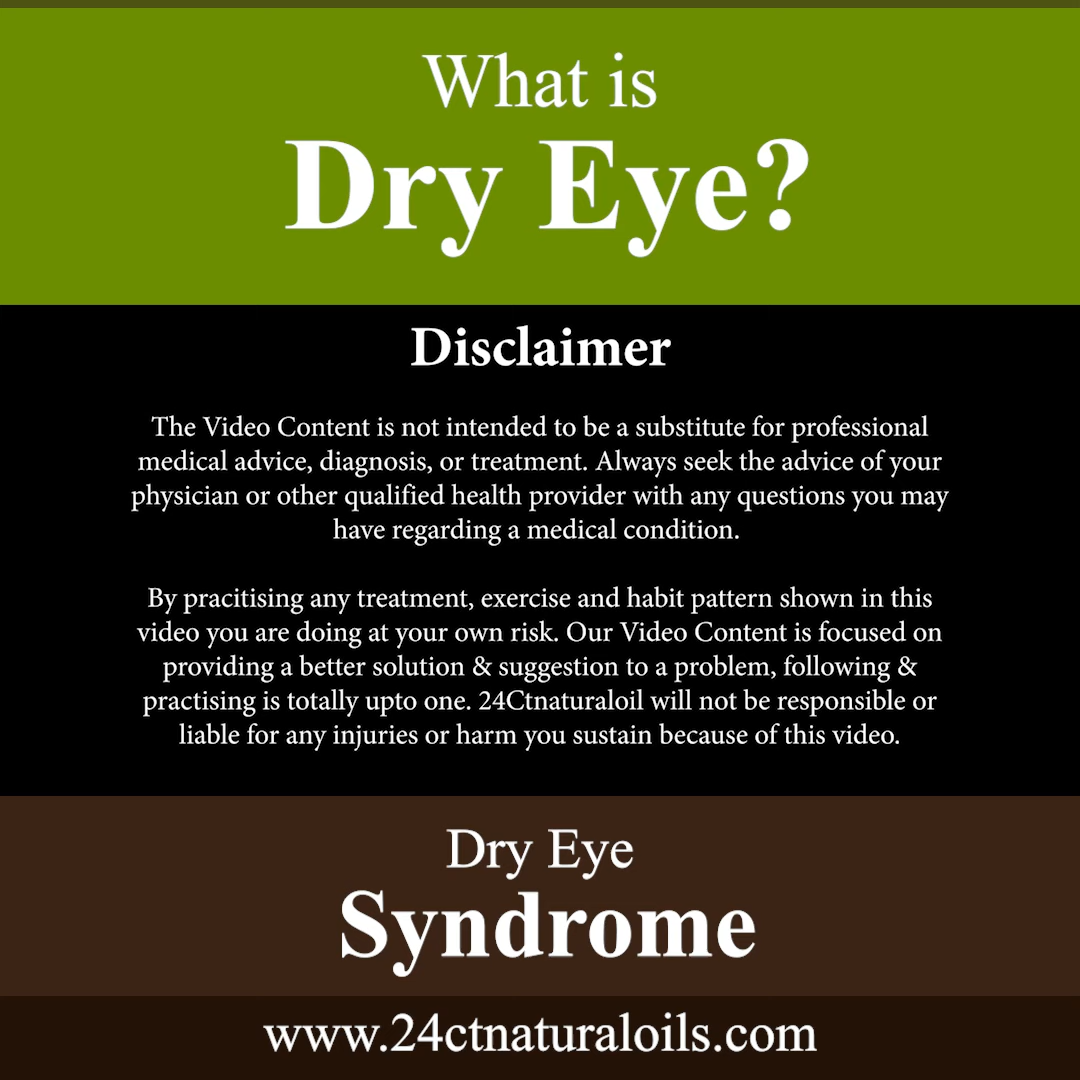 What is
Dry Eye?
Disclaimer
The Video Content is not intended to be a substitute for professional
medical advice, diagnosis, or treatment. Always seek the advice of your
physician or other qualified health provider with any questions you may
have regarding a medical condition.
By pracitising any treatment, exercise and habit pattern shown in this
video you are doing at your own risk. Our Video Content is focused on
providing a better solution & suggestion to a problem, following &
practising is totally upto one. 24Ctnaturaloil will not be responsible or
liable for any injuries or harm you sustain because of this video.
Dry Eye
Syndrome
www.24ctnaturaloils.com